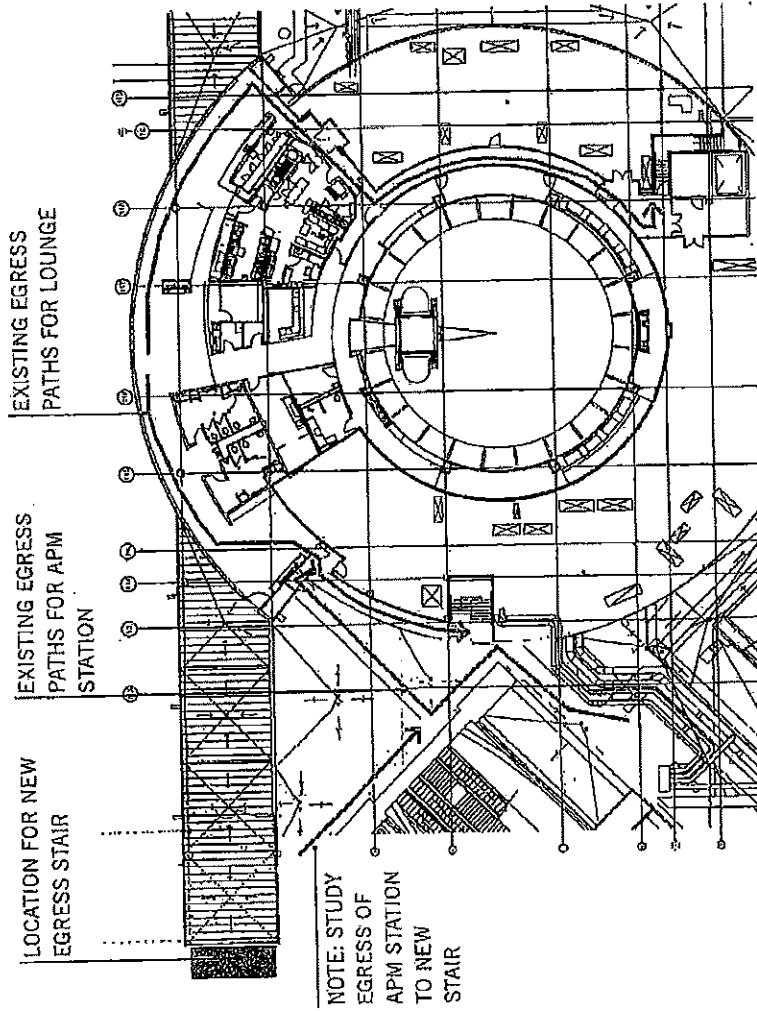 EXISTING EGRESS
PATHS FOR LOUNGE
EXISTING EGRESS
PATHS FOR APM
STATION
LOCATION FOR NEW
EGRESS STAIR
NOTE: STUDY
EGRESS OF
APM STATION
TO NEW
STAIR